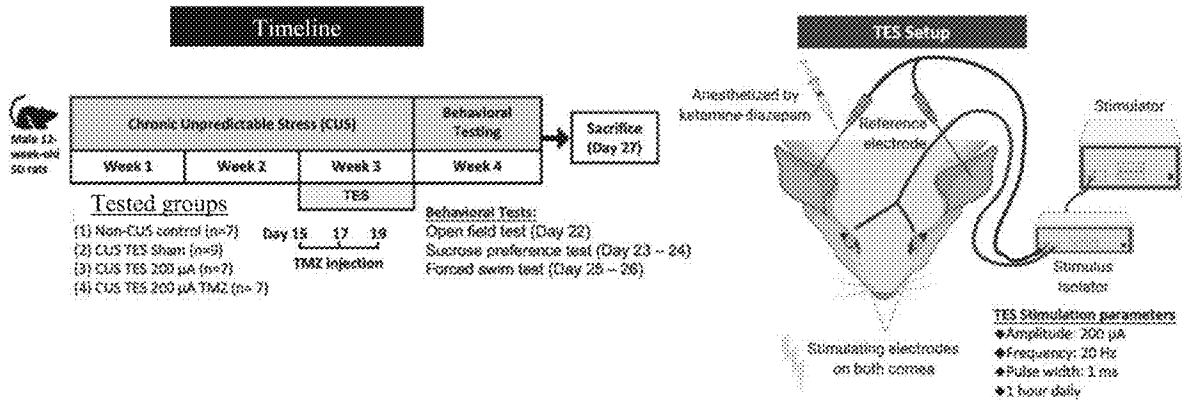 Timeline
Male 12-
week-old
SD rats
Chronic Unpredictable Stress (CUS)
Behavioral
Testing
Sacrifice
(Day 27)
Week 1
Week 2
Week 3
Week 4
TES
Tested groups
(1) Non-CUS control (n=7)
(2) CUS TES Sham (n=9)
(3) CUS TES 200 µA (n=7)
(4) CUS TES 200 µA TMZ (n= 7)
Day 15 17 19
TMZ injection
Behavioral Tests:
Open field test (Day 22)
Sucrose preference test (Day 23 – 24)
Forced swim test (Day 25 – 26)
TES Setup
Anesthetized by
ketamine diazepam
Reference
electrode
Stimulator
Stimulus
Isolator
Stimulating electrodes
on both cornea
TES Stimulation parameters
◆Amplitude: 200 µA
◆Frequency: 20 Hz
◆Pulse width: 1 ms
◆1 hour daily